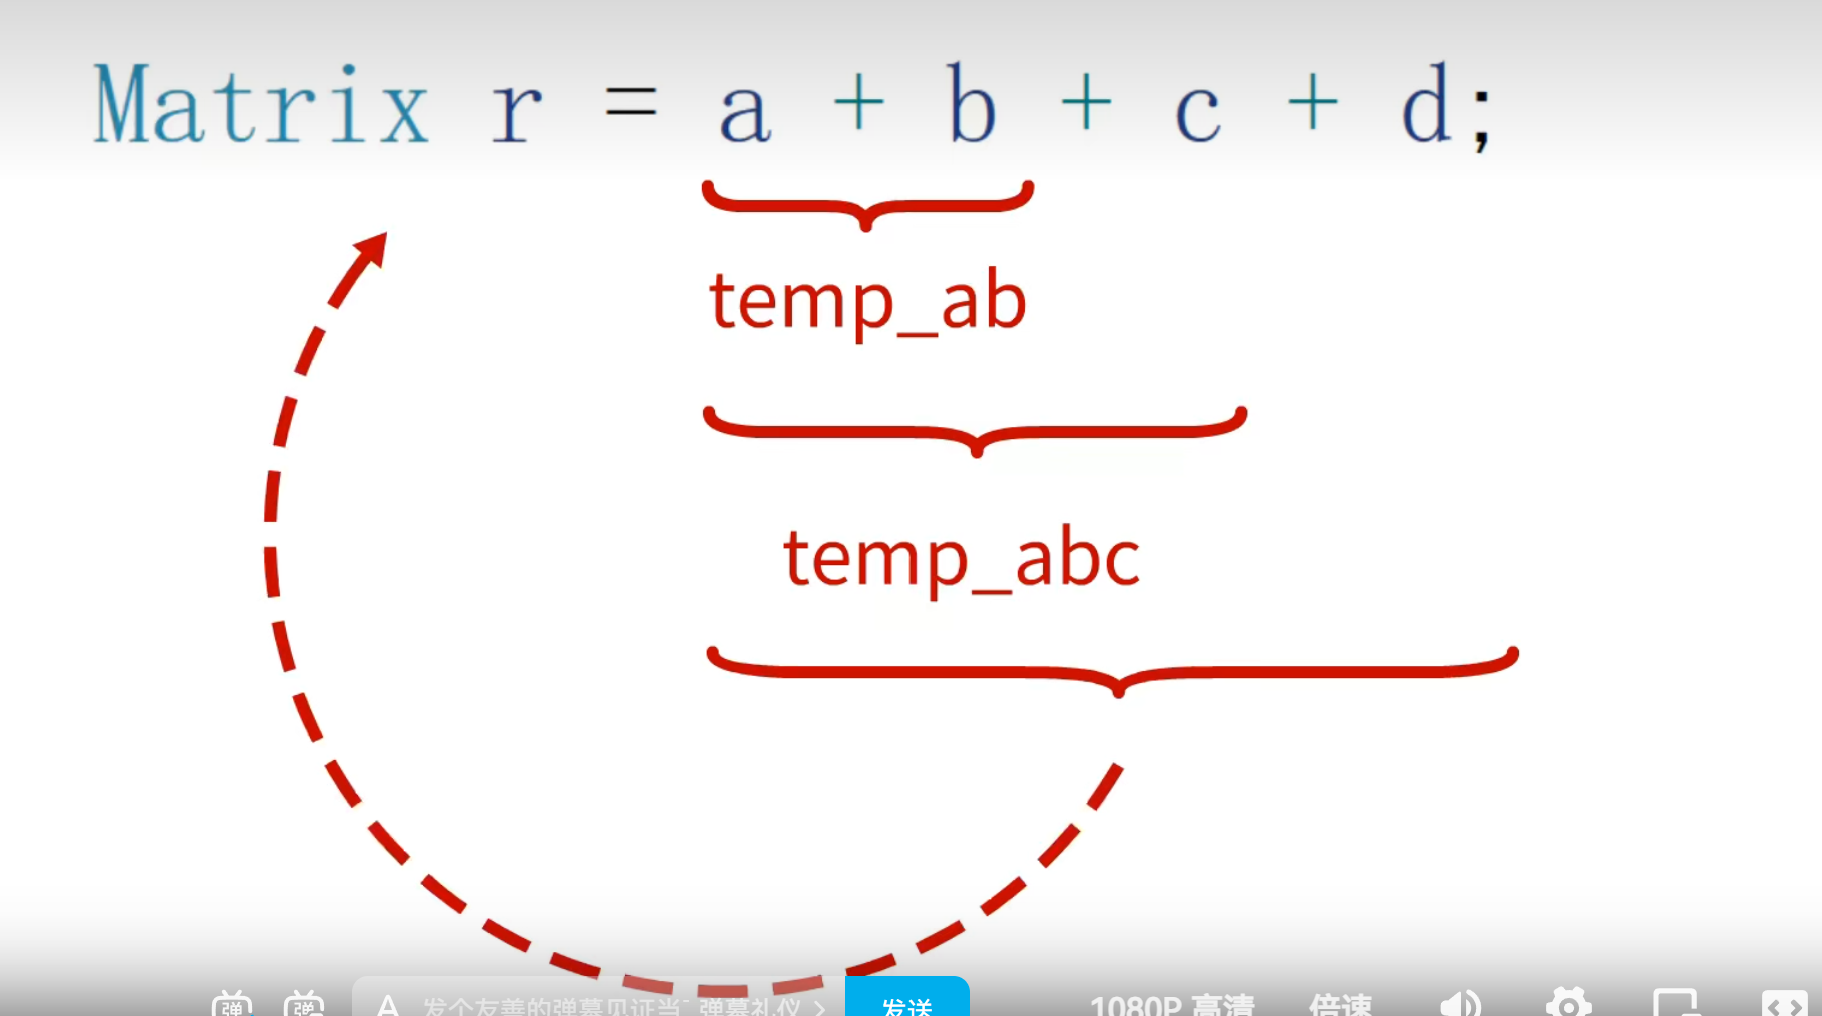 Matrix r = a + b + c + d;
temp_ab
temp_abc
弹 弹 A 发个友善的弹幕见证当 弹幕礼仪 > 发送 1080P 高清 倍速